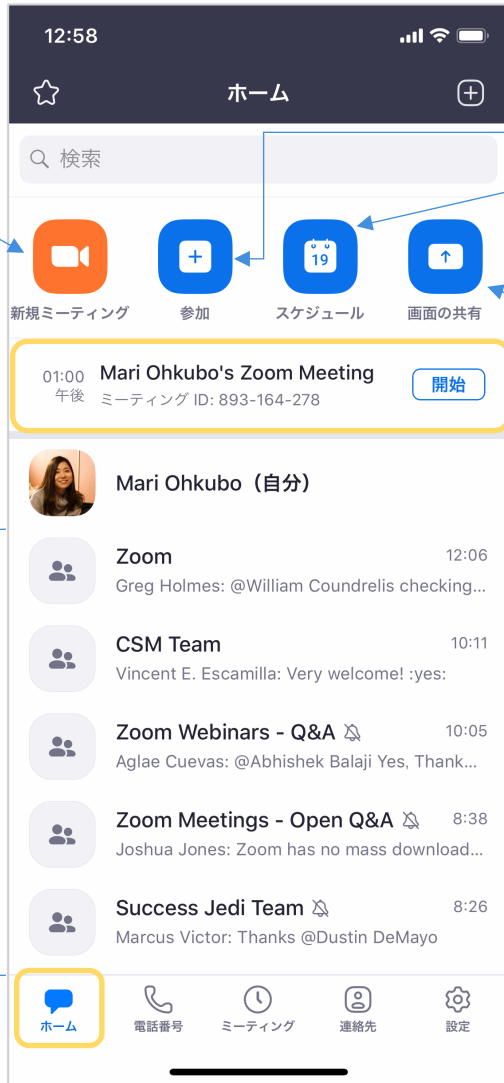 12:58
ホーム
検索
19
新規ミーティング
参加
スケジュール
画面の共有
01:00 Mari Ohkubo's Zoom Meeting
午後 ミーティング ID: 893-164-278
開始
Mari Ohkubo（自分）
Zoom 12:06
Greg Holmes: @William Coundrelis checking...
CSM Team 10:11
Vincent E. Escamilla: Very welcome! :yes:
Zoom Webinars - Q&A 10:05
Aglae Cuevas: @Abhishek Balaji Yes, Thank...
Zoom Meetings - Open Q&A 8:38
Joshua Jones: Zoom has no mass download...
Success Jedi Team 8:26
Marcus Victor: Thanks @Dustin DeMayo
ホーム
電話番号
ミーティング
連絡先
設定